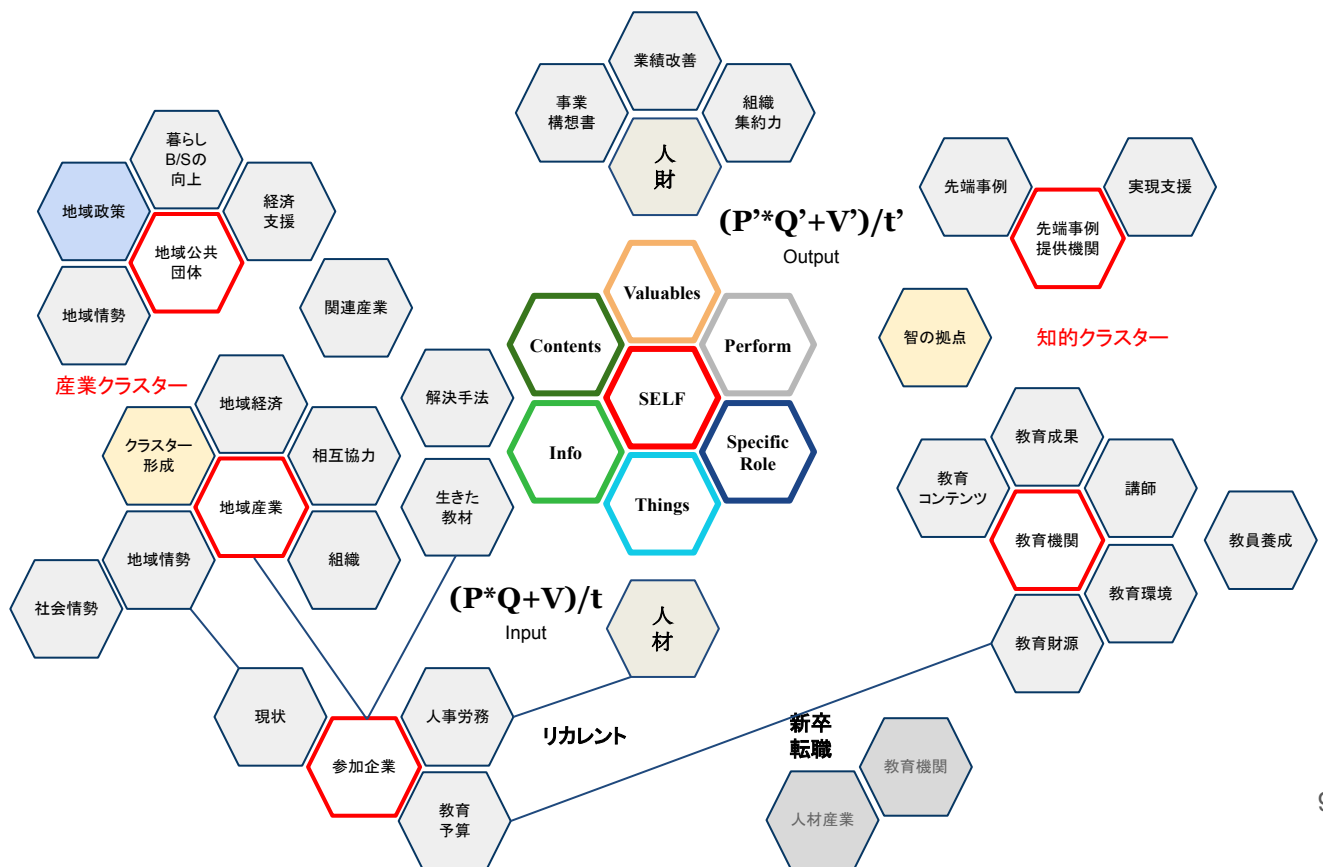 業績改善
事業
構想書
組織
集約力
人
財
暮らし
B/Sの
向上
地域政策
経済
支援
地域公共
団体
地域情勢
関連産業
先端事例
実現支援
先端事例
提供機関
(P’*Q’+V’)/t’
Output
Valuables
Contents
Perform
SELF
Info
Specific
Role
Things
智の拠点
知的クラスター
産業クラスター
地域経済
解決手法
クラスター
形成
相互協力
地域産業
生きた
教材
地域情勢
組織
社会情勢
教育成果
教育
コンテンツ
講師
教育機関
教員養成
教育環境
教育財源
(P*Q+V)/t
Input
人
材
現状
人事労務
参加企業
リカレント
教育
予算
新卒
転職
教育機関
人材産業
9